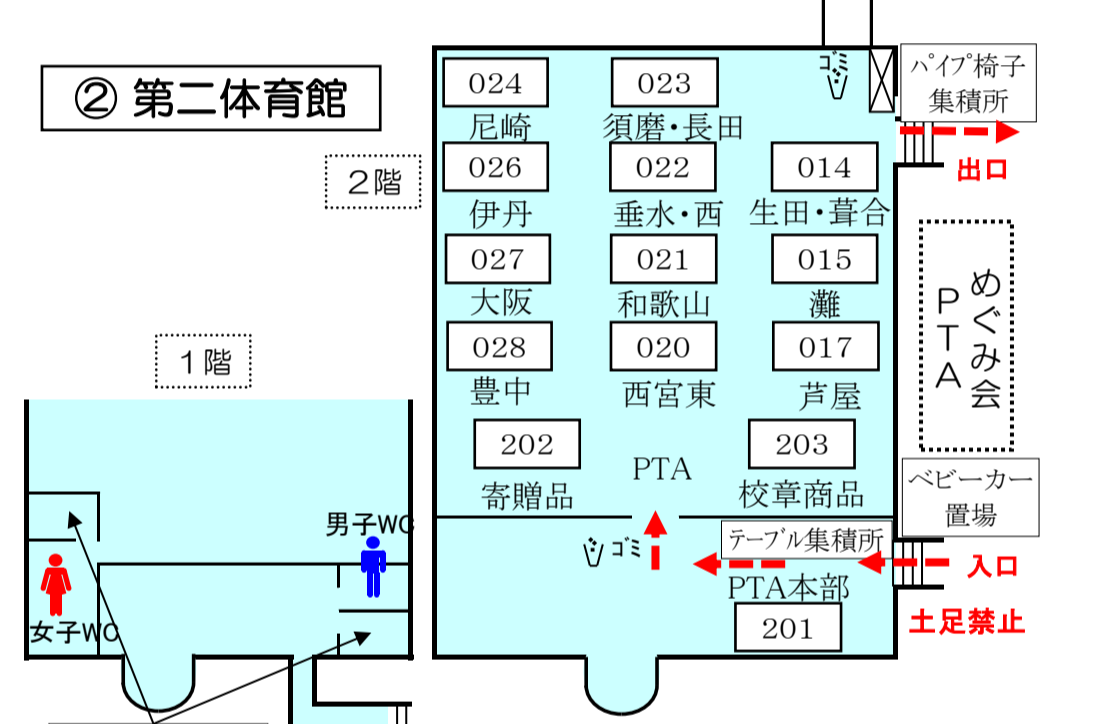 ② 第二体育館
2階
1階
024
尼崎
023
須磨・長田
ゴミ
パイプ椅子
集積所
出口
026
伊丹
022
垂水・西
014
生田・葺合
027
大阪
021
和歌山
015
灘
めぐみ会
PTA
028
豊中
020
西宮東
017
芦屋
202
寄贈品
PTA
203
校章商品
ベビーカー
置場
ゴミ
テーブル集積所
入口
PTA本部
201
土足禁止
男子WC
女子WC